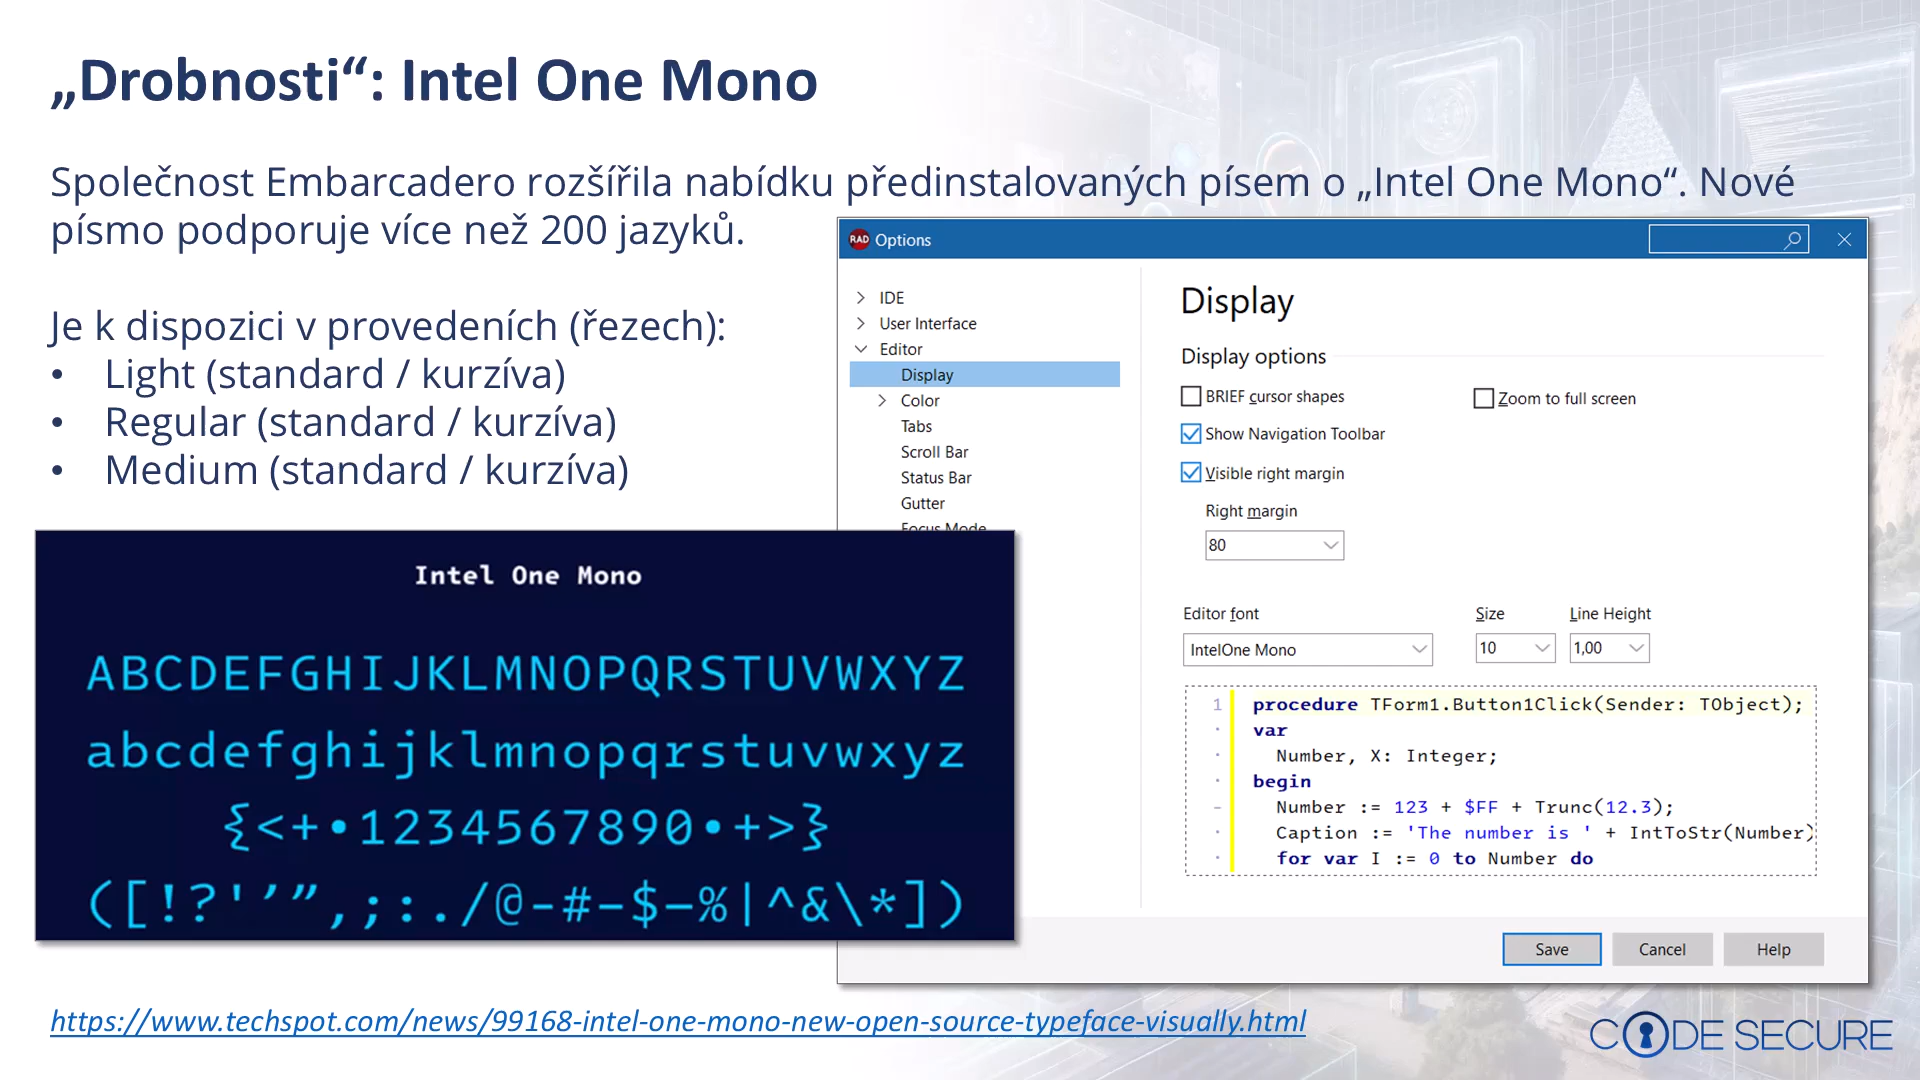 „Drobnosti“: Intel One Mono
Společnost Embarcadero rozšířila nabídku předinstalovaných písem o „Intel One Mono“. Nové
písmo podporuje více než 200 jazyků.
Je k dispozici v provedeních (řezech):
• Light (standard / kurzíva)
• Regular (standard / kurzíva)
• Medium (standard / kurzíva)
Intel One Mono
ABCDEFGHIJKLMNOPQRSTUVWXYZ
abcdefghijklmnopqrstuvwxyz
{<+•1234567890•+>}
([!?'’”,;:./@-#–$—%|^&\*])
RAD Options
IDE
User Interface
Editor
Display
Color
Tabs
Scroll Bar
Status Bar
Gutter
Focus Mode
Display
Display options
BRIEF cursor shapes
Zoom to full screen
Show Navigation Toolbar
Visible right margin
Right margin
80
Editor font
Size
Line Height
IntelOne Mono
10
1,00
1 procedure TForm1.Button1Click(Sender: TObject);
var
Number, X: Integer;
begin
Number := 123 + $FF + Trunc(12.3);
Caption := 'The number is ' + IntToStr(Number)
for var I := 0 to Number do
Save
Cancel
Help
https://www.techspot.com/news/99168-intel-one-mono-new-open-source-typeface-visually.html
CODE SECURE